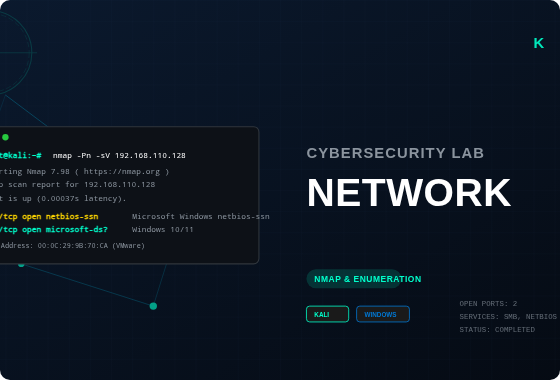 K
t@kali:~# nmap -Pn -sV 192.168.110.128
rting Nmap 7.98 ( https://nmap.org )
o scan report for 192.168.110.128
t is up (0.00037s latency).
/tcp open netbios-ssn Microsoft Windows netbios-ssn
/tcp open microsoft-ds? Windows 10/11
Address: 00:0C:29:9B:70:CA (VMware)
CYBERSECURITY LAB
NETWORK
NMAP & ENUMERATION
KALI
WINDOWS
OPEN PORTS: 2
SERVICES: SMB, NETBIOS
STATUS: COMPLETED